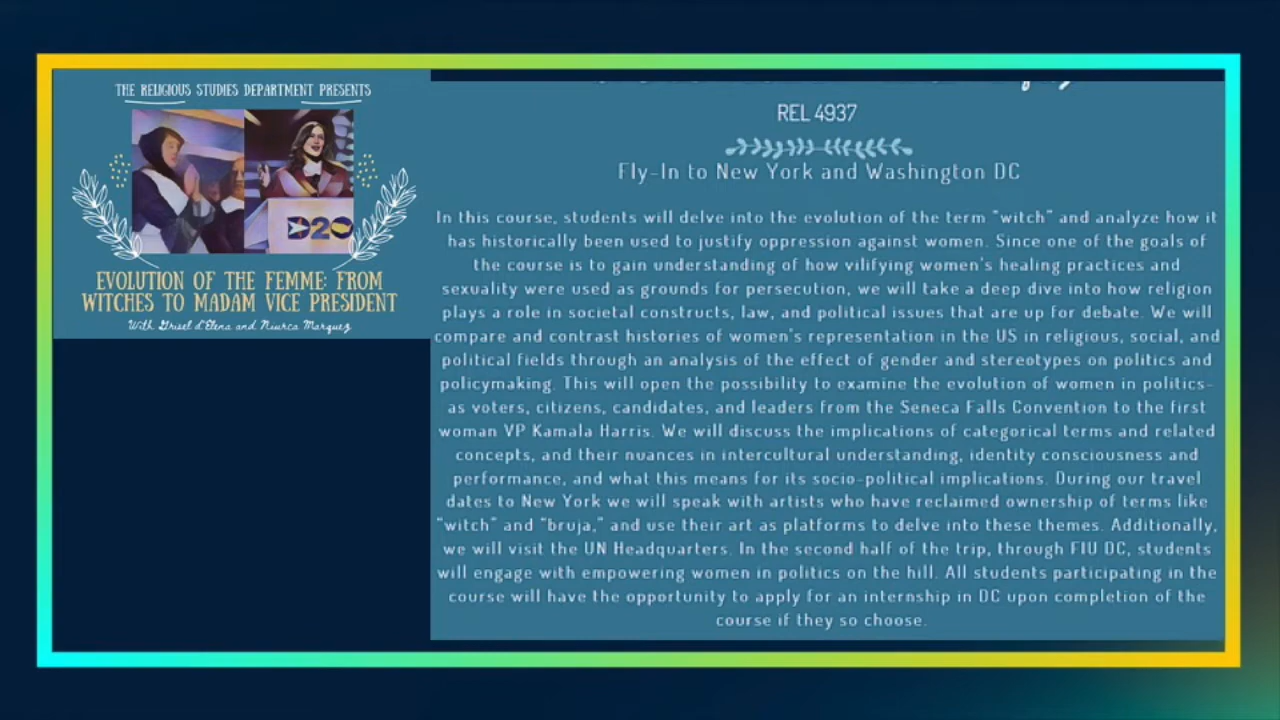 THE RELIGIOUS STUDIES DEPARTMENT PRESENTS
D20
EVOLUTION OF THE FEMME: FROM
WITCHES TO MADAM VICE PRESIDENT
With Grisel d'Elena and Niurca Marquez
REL 4937
Fly-In to New York and Washington DC
In this course, students will delve into the evolution of the term "witch" and analyze how it
has historically been used to justify oppression against women. Since one of the goals of
the course is to gain understanding of how vilifying women's healing practices and
sexuality were used as grounds for persecution, we will take a deep dive into how religion
plays a role in societal constructs, law, and political issues that are up for debate. We will
compare and contrast histories of women's representation in the US in religious, social, and
political fields through an analysis of the effect of gender and stereotypes on politics and
policymaking. This will open the possibility to examine the evolution of women in politics-
as voters, citizens, candidates, and leaders from the Seneca Falls Convention to the first
woman VP Kamala Harris. We will discuss the implications of categorical terms and related
concepts, and their nuances in intercultural understanding, identity consciousness and
performance, and what this means for its socio-political implications. During our travel
dates to New York we will speak with artists who have reclaimed ownership of terms like
"witch" and "bruja," and use their art as platforms to delve into these themes. Additionally,
we will visit the UN Headquarters. In the second half of the trip, through FIU DC, students
will engage with empowering women in politics on the hill. All students participating in the
course will have the opportunity to apply for an internship in DC upon completion of the
course if they so choose.